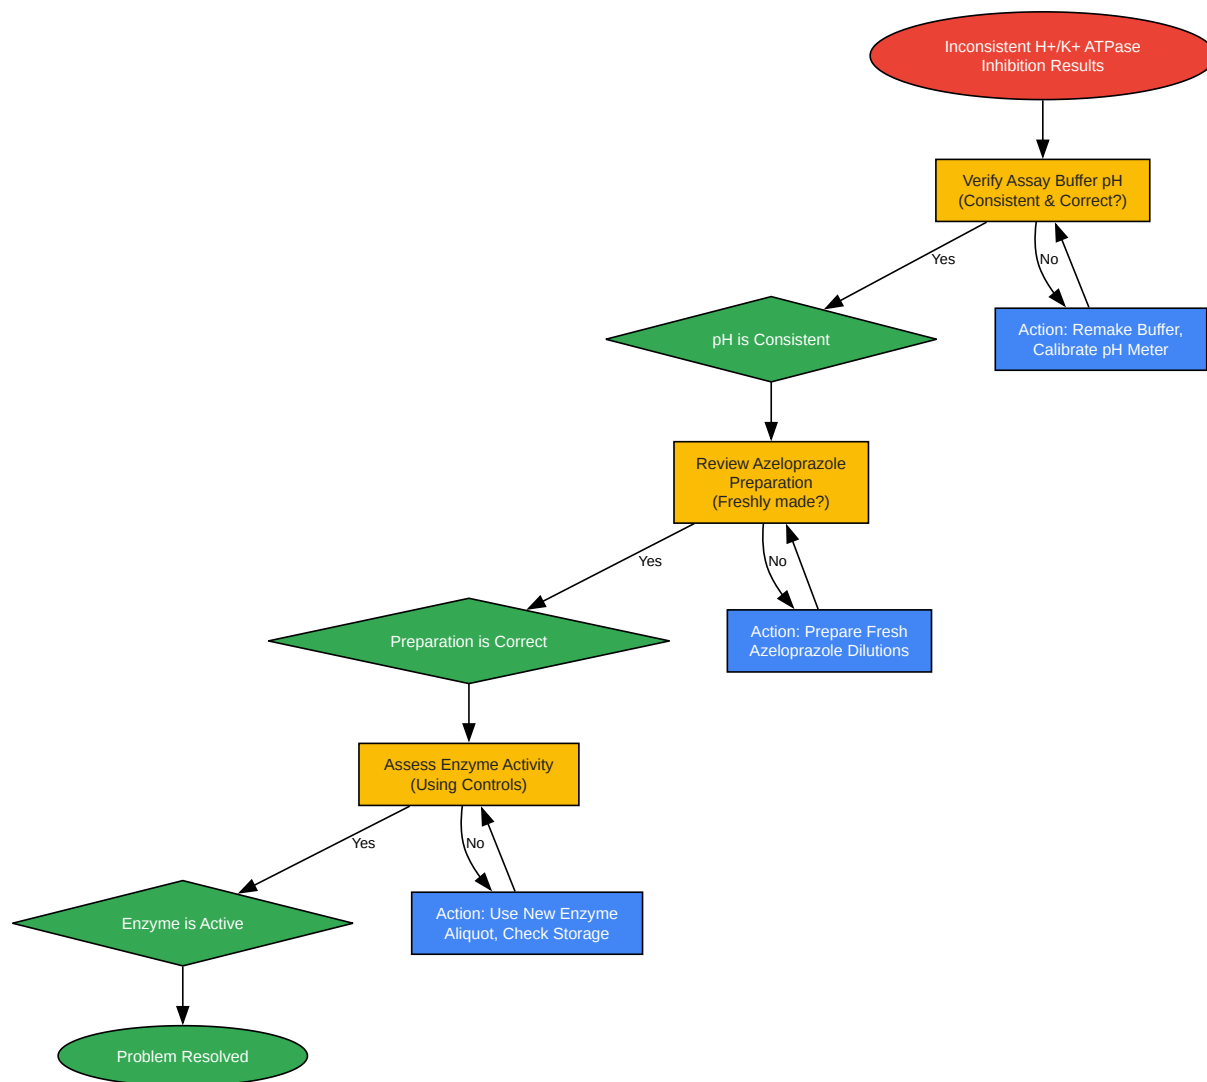 Inconsistent H+/K+ ATPase
Inhibition Results
Verify Assay Buffer pH
(Consistent & Correct?)
Yes
No
pH is Consistent
Action: Remake Buffer,
Calibrate pH Meter
Review Azeloprazole
Preparation
(Freshly made?)
Yes
No
Preparation is Correct
Action: Prepare Fresh
Azeloprazole Dilutions
Assess Enzyme Activity
(Using Controls)
Yes
No
Enzyme is Active
Action: Use New Enzyme
Aliquot, Check Storage
Problem Resolved